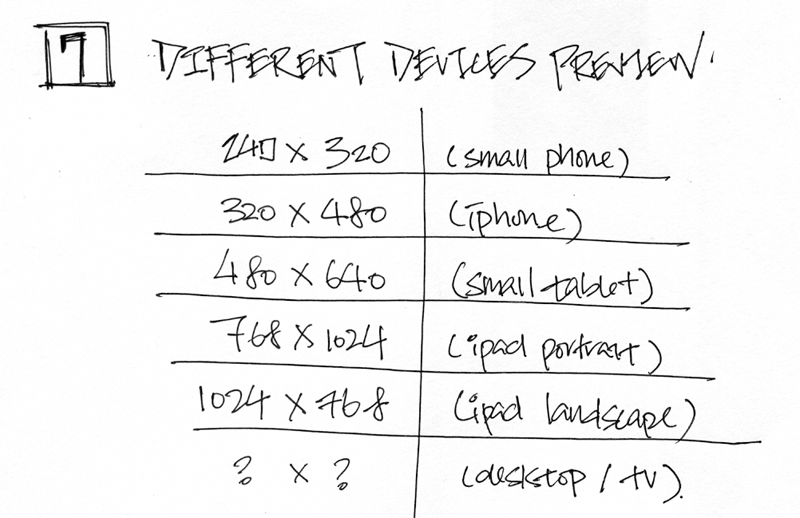 7 DIFFERENT DEVICES PREVIEW.
240 x 320 (small phone)
320 x 480 (iphone)
480 x 640 (small tablet)
768 x 1024 (ipad portrait)
1024 x 768 (ipad landscape)
? x ? (desktop / tv).